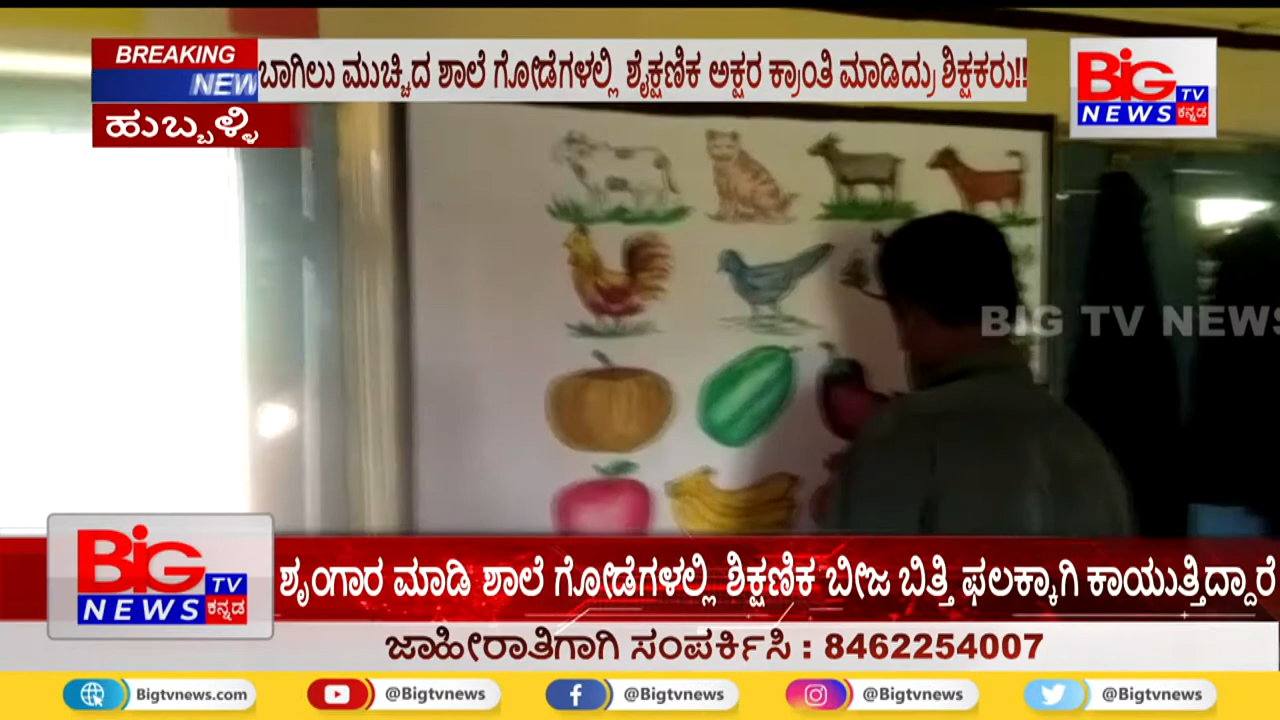 BREAKING
NEW
ಬಾಗಿಲು ಮುಚ್ಚಿದ ಶಾಲೆ ಗೋಡೆಗಳಲ್ಲಿ ಶೈಕ್ಷಣಿಕ ಅಕ್ಷರ ಕ್ರಾಂತಿ ಮಾಡಿದ್ರು ಶಿಕ್ಷಕರು!!
BiG TV
NEWS ಕನ್ನಡ
ಹುಬ್ಬಳ್ಳಿ
BIG TV NEWS
BiG TV
NEWS ಕನ್ನಡ
ಶೃಂಗಾರ ಮಾಡಿ ಶಾಲೆ ಗೋಡೆಗಳಲ್ಲಿ ಶಿಕ್ಷಣಿಕ ಬೀಜ ಬಿತ್ತಿ ಫಲಕ್ಕಾಗಿ ಕಾಯುತ್ತಿದ್ದಾರೆ
ಜಾಹೀರಾತಿಗಾಗಿ ಸಂಪರ್ಕಿಸಿ : 8462254007
Bigtvnews.com @Bigtvnews @Bigtvnews @Bigtvnews @Bigtvnews